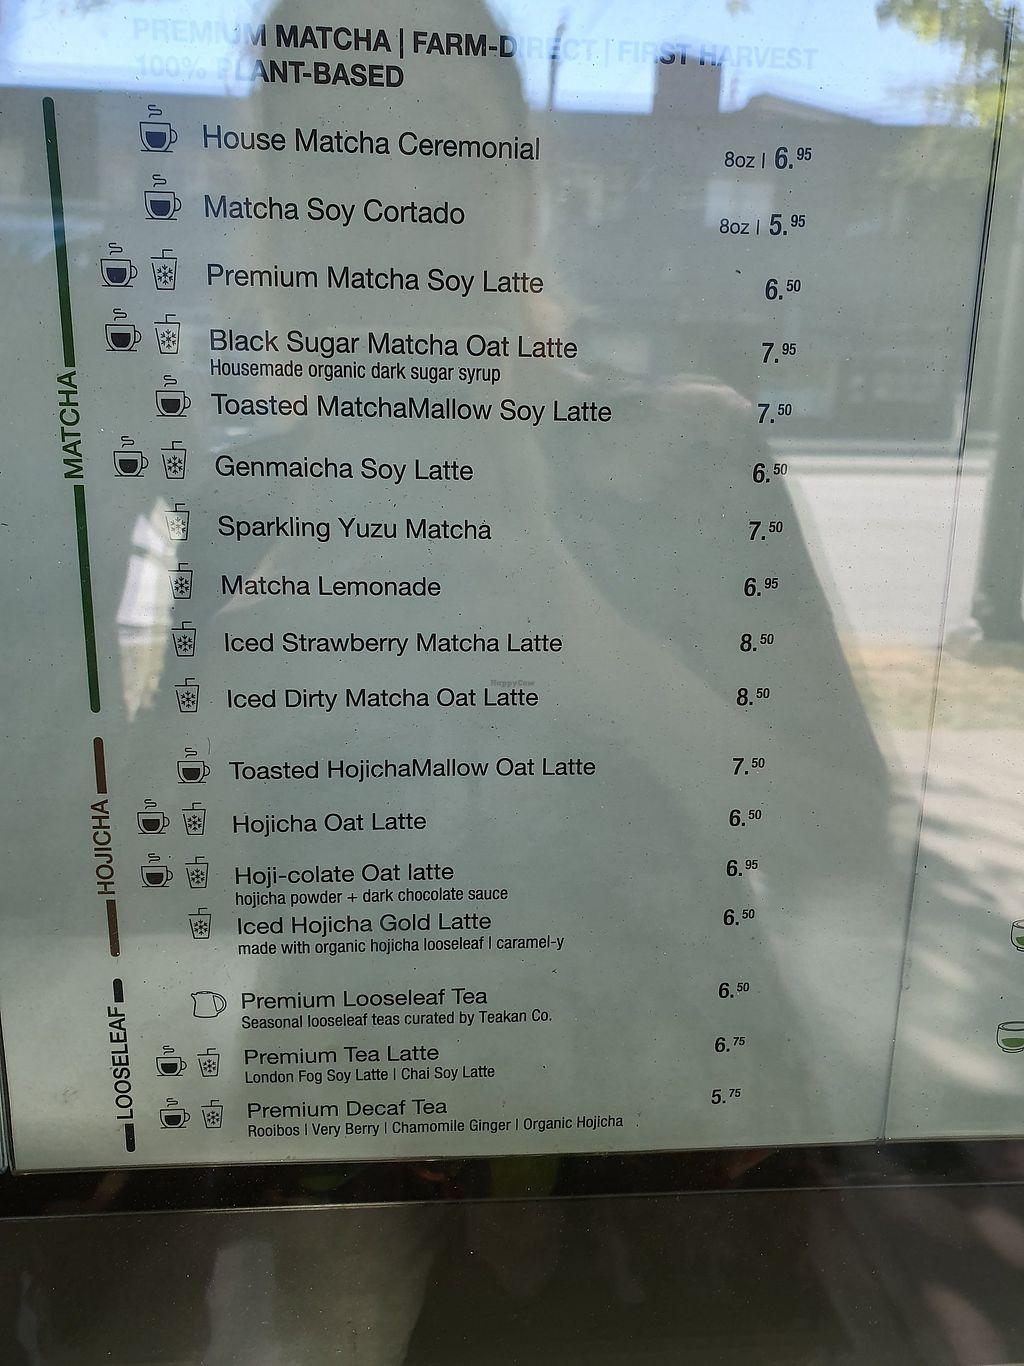 PREMIUM MATCHA | FARM-DIRECT | FIRST HARVEST
100% PLANT-BASED
MATCHA
House Matcha Ceremonial 8oz | 6.95
Matcha Soy Cortado 8oz | 5.95
Premium Matcha Soy Latte 6.50
Black Sugar Matcha Oat Latte 7.95
Housemade organic dark sugar syrup
Toasted MatchaMallow Soy Latte 7.50
Genmaicha Soy Latte 6.50
Sparkling Yuzu Matcha 7.50
Matcha Lemonade 6.95
Iced Strawberry Matcha Latte 8.50
HappyCow
Iced Dirty Matcha Oat Latte 8.50
HOJICHA
Toasted HojichaMallow Oat Latte 7.50
Hojicha Oat Latte 6.50
Hoji-colate Oat latte 6.95
hojicha powder + dark chocolate sauce
Iced Hojicha Gold Latte 6.50
made with organic hojicha looseleaf | caramel-y
LOOSELEAF
Premium Looseleaf Tea 6.50
Seasonal looseleaf teas curated by Teakan Co.
Premium Tea Latte 6.75
London Fog Soy Latte | Chai Soy Latte
Premium Decaf Tea 5.75
Rooibos | Very Berry | Chamomile Ginger | Organic Hojicha